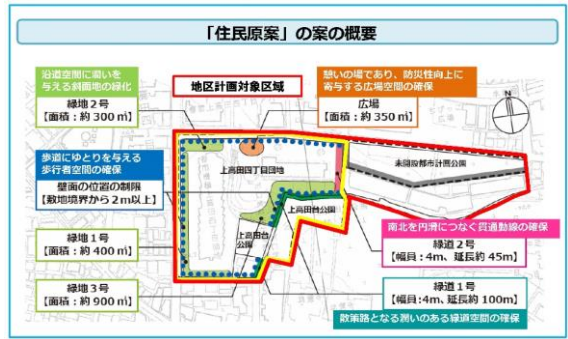 「住民原案」の案の概要
沿道空間に潤いを
与える斜面地の緑化
緑地2号
【面積：約300㎡】
地区計画対象区域
憩いの場であり、防災性向上に
寄与する広場空間の確保
広場
【面積：約350㎡】
N
歩道にゆとりを与える
歩行者空間の確保
壁面の位置の制限
【敷地境界から2m以上】
上高田四丁目団地
未開設都市計画公園
上高田台公園
上高田台
公園
緑地1号
【面積：約400㎡】
緑地3号
【面積：約900㎡】
南北を円滑につなぐ貫通動線の確保
緑道2号
【幅員：4m、延長約45m】
緑道1号
【幅員:4m、延長約100m】
散策路となる潤いのある緑道空間の確保